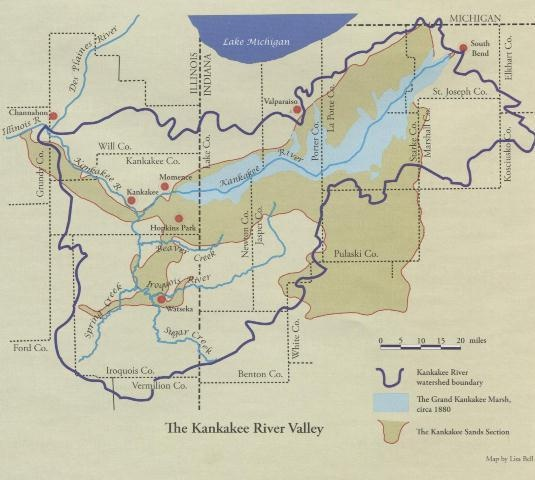 MICHIGAN
Lake Michigan
Des Plaines River
ILLINOIS
INDIANA
South
Bend
Elkhart Co.
St. Joseph Co.
Valparaiso
La Porte Co.
Porter Co.
Starke Co.
Marshall Co.
Kosciusko Co.
Channahon
Illinois R.
Will Co.
Kankakee Co.
Grundy Co.
Lake Co.
Kankakee R.
Kankakee River
Momence
Kankakee
Hopkins Park
Newton Co.
Jasper Co.
Beaver Creek
Pulaski Co.
Iroquois River
Watseka
Spring Creek
Sugar Creek
White Co.
Ford Co.
Iroquois Co.
Vermilion Co.
Benton Co.
0 5 10 15 20 miles
Kankakee River
watershed boundary
The Grand Kankakee Marsh,
circa 1880
The Kankakee Sands Section
The Kankakee River Valley
Map by Lisa Bell